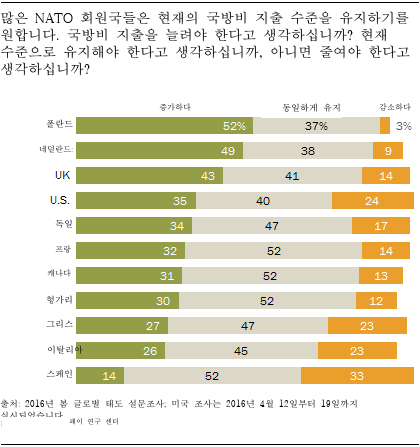 많은 NATO 회원국들은 현재의 국방비 지출 수준을 유지하기를
원합니다. 국방비 지출을 늘려야 한다고 생각하십니까? 현재
수준으로 유지해야 한다고 생각하십니까, 아니면 줄여야 한다고
생각하십니까?
증가하다 동일하게 유지 감소하다
폴란드 52% 37% 3%
네덜란드 49 38 9
UK 43 41 14
U.S. 35 40 24
독일 34 47 17
프랑 32 52 14
캐나다 31 52 13
헝가리 30 52 12
그리스 27 47 23
이탈리아 26 45 23
스페인 14 52 33
출처: 2016년 봄 글로벌 태도 설문조사; 미국 조사는 2016년 4월 12일부터 19일까지
실시되었습니다
페이 연구 센터